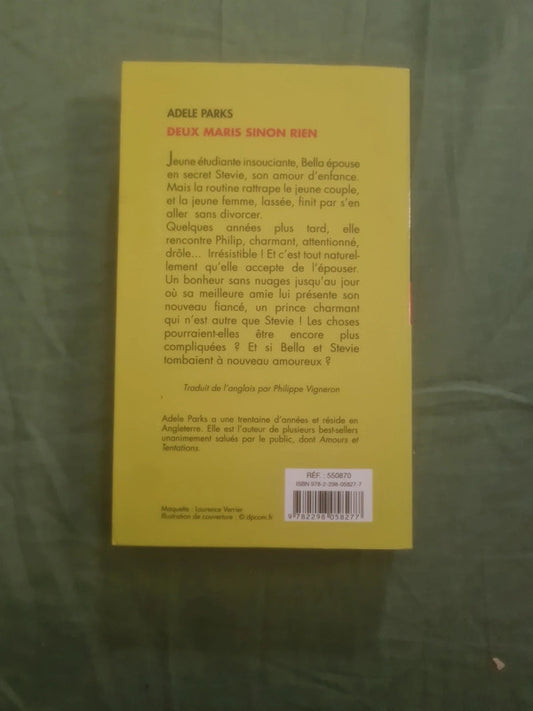 ADELE PARKS
DEUX MARIS SINON RIEN
Jeune étudiante insouciante, Bella épouse
en secret Stevie, son amour d'enfance.
Mais la routine rattrape le jeune couple,
et la jeune femme, lassée, finit par s'en
aller sans divorcer.
Quelques années plus tard, elle
rencontre Philip, charmant, attentionné,
drôle... Irrésistible ! Et c'est tout naturel-
lement qu'elle accepte de l'épouser.
Un bonheur sans nuages jusqu'au jour
où sa meilleure amie lui présente son
nouveau fiancé, un prince charmant
qui n'est autre que Stevie ! Les choses
pourraient-elles être encore plus
compliquées ? Et si Bella et Stevie
tombaient à nouveau amoureux ?
Traduit de l'anglais par Philippe Vigneron
Adele Parks a une trentaine d'années et réside en
Angleterre. Elle est l'auteur de plusieurs best-sellers
unanimement salués par le public, dont Amours et
Tentations.
RÉF. : 550870
ISBN 978-2-298-05827-7
9 782298 058277
Maquette : Laurence Verrier
Illustration de couverture : © dpcom.fr